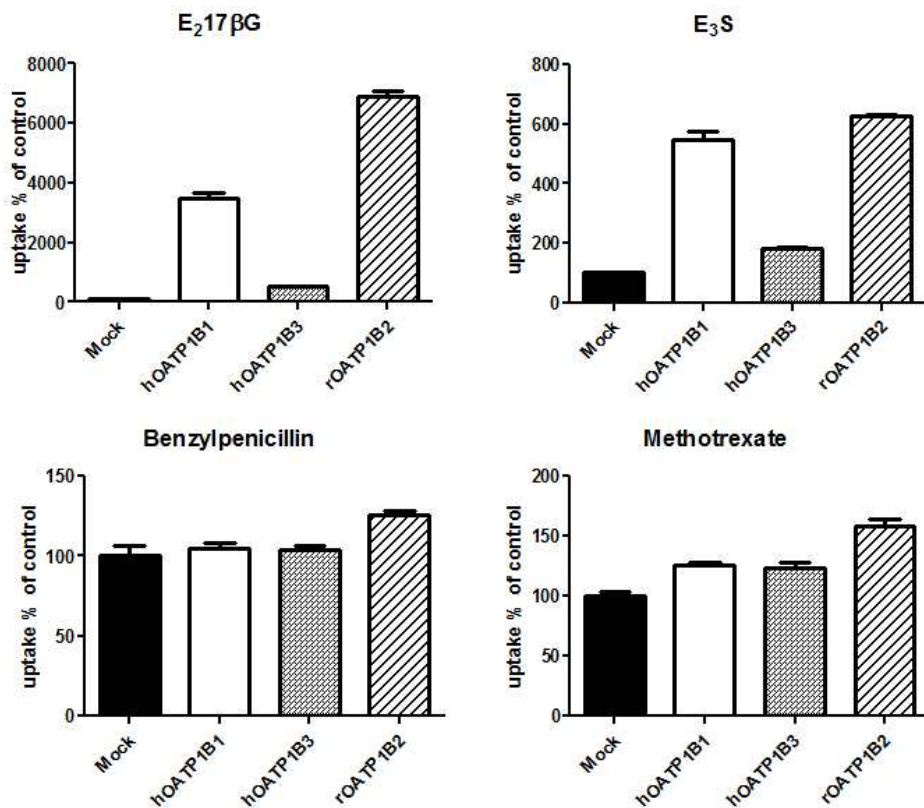 E₂17βG
uptake % of control
8000
6000
4000
2000
0
Mock
hOATP1B1
hOATP1B3
rOATP1B2
E₃S
uptake % of control
800
600
400
200
0
Mock
hOATP1B1
hOATP1B3
rOATP1B2
Benzylpenicillin
uptake % of control
150
100
50
0
Mock
hOATP1B1
hOATP1B3
rOATP1B2
Methotrexate
uptake % of control
200
150
100
50
0
Mock
hOATP1B1
hOATP1B3
rOATP1B2